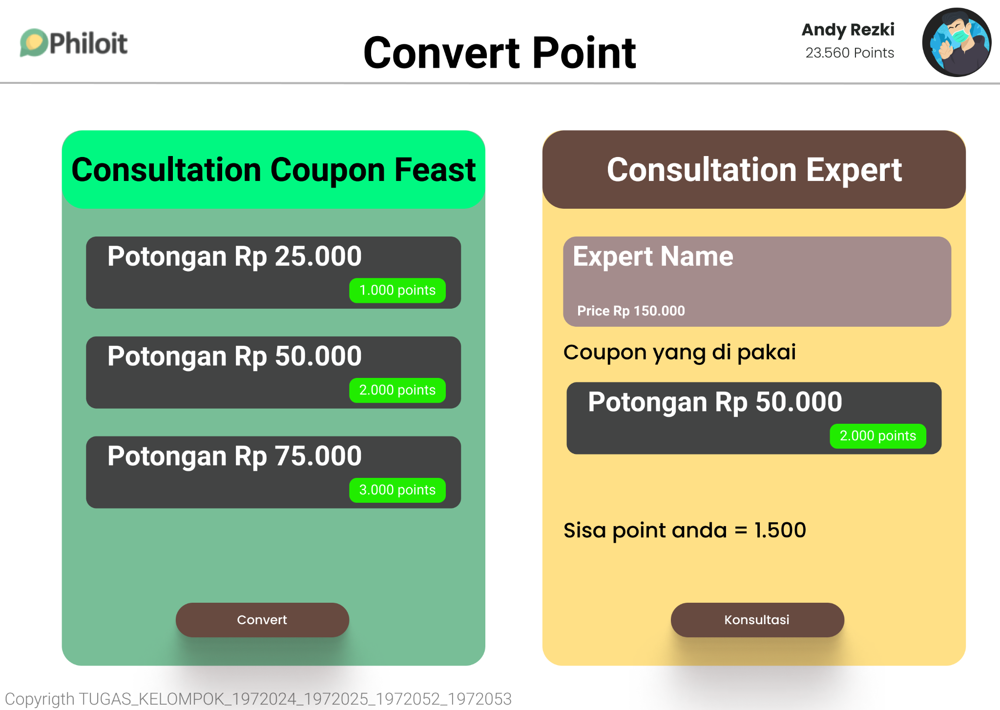 Philoit
Convert Point
Andy Rezki
23.560 Points
Consultation Coupon Feast
Potongan Rp 25.000
1.000 points
Potongan Rp 50.000
2.000 points
Potongan Rp 75.000
3.000 points
Convert
Consultation Expert
Expert Name
Price Rp 150.000
Coupon yang di pakai
Potongan Rp 50.000
2.000 points
Sisa point anda = 1.500
Konsultasi
Copyrigth TUGAS_KELOMPOK_1972024_1972025_1972052_1972053